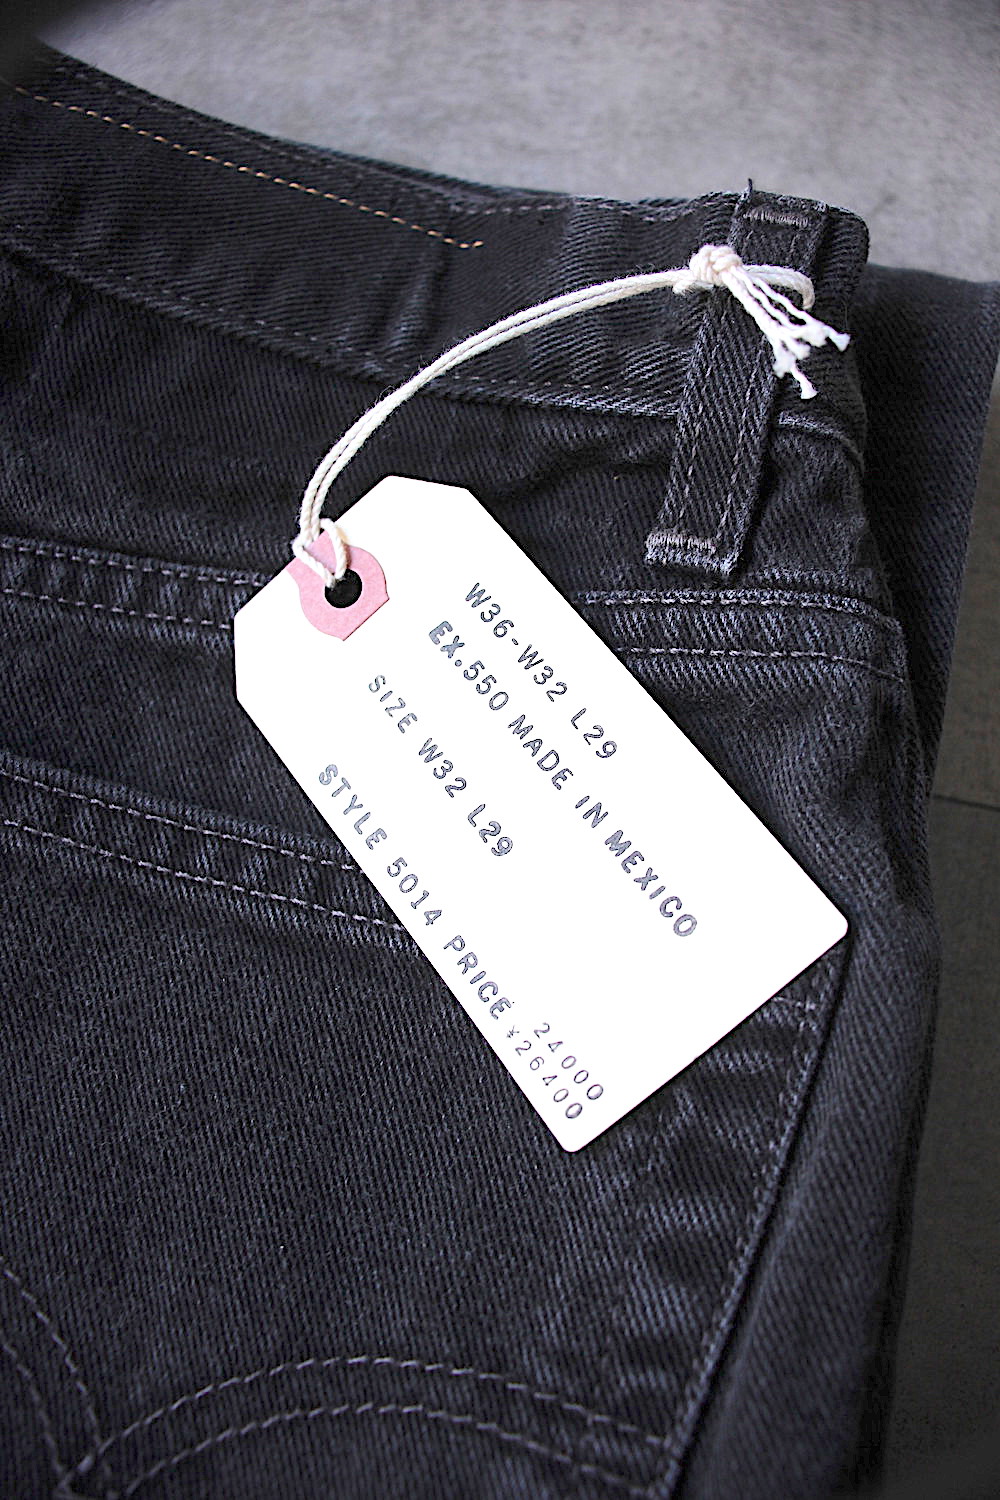 W36-W32 L29
EX.550 MADE IN MEXICO
SIZE W32 L29
STYLE 5014 PRICE
24000
¥26400